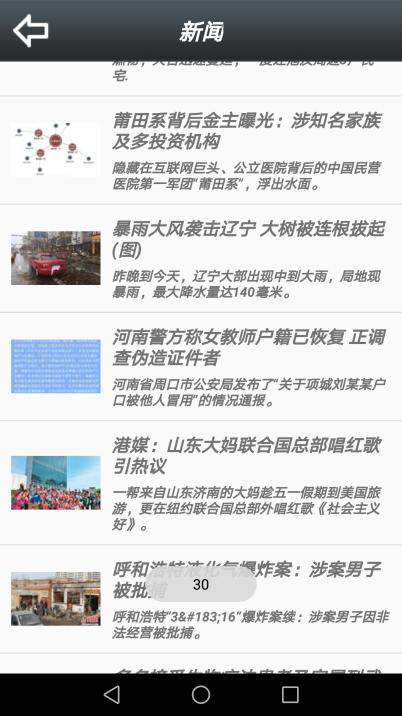 新闻
宅.
莆田系背后金主曝光：涉知名家族
及多投资机构
隐藏在互联网巨头、公立医院背后的中国民营
医院第一军团“莆田系”，浮出水面。
暴雨大风袭击辽宁 大树被连根拔起
(图)
昨晚到今天，辽宁大部出现中到大雨，局地现
暴雨，最大降水量达140毫米。
河南警方称女教师户籍已恢复 正调
查伪造证件者
河南省周口市公安局发布了“关于项城刘某某户
口被他人冒用”的情况通报。
港媒：山东大妈联合国总部唱红歌
引热议
一帮来自山东济南的大妈趁五一假期到美国旅
游，更在纽约联合国总部外唱红歌《社会主义
好》。
呼和浩特液化气爆炸案：涉案男子
被批捕
30
呼和浩特“3&#183;16”爆炸案续：涉案男子因非
法经营被批捕。